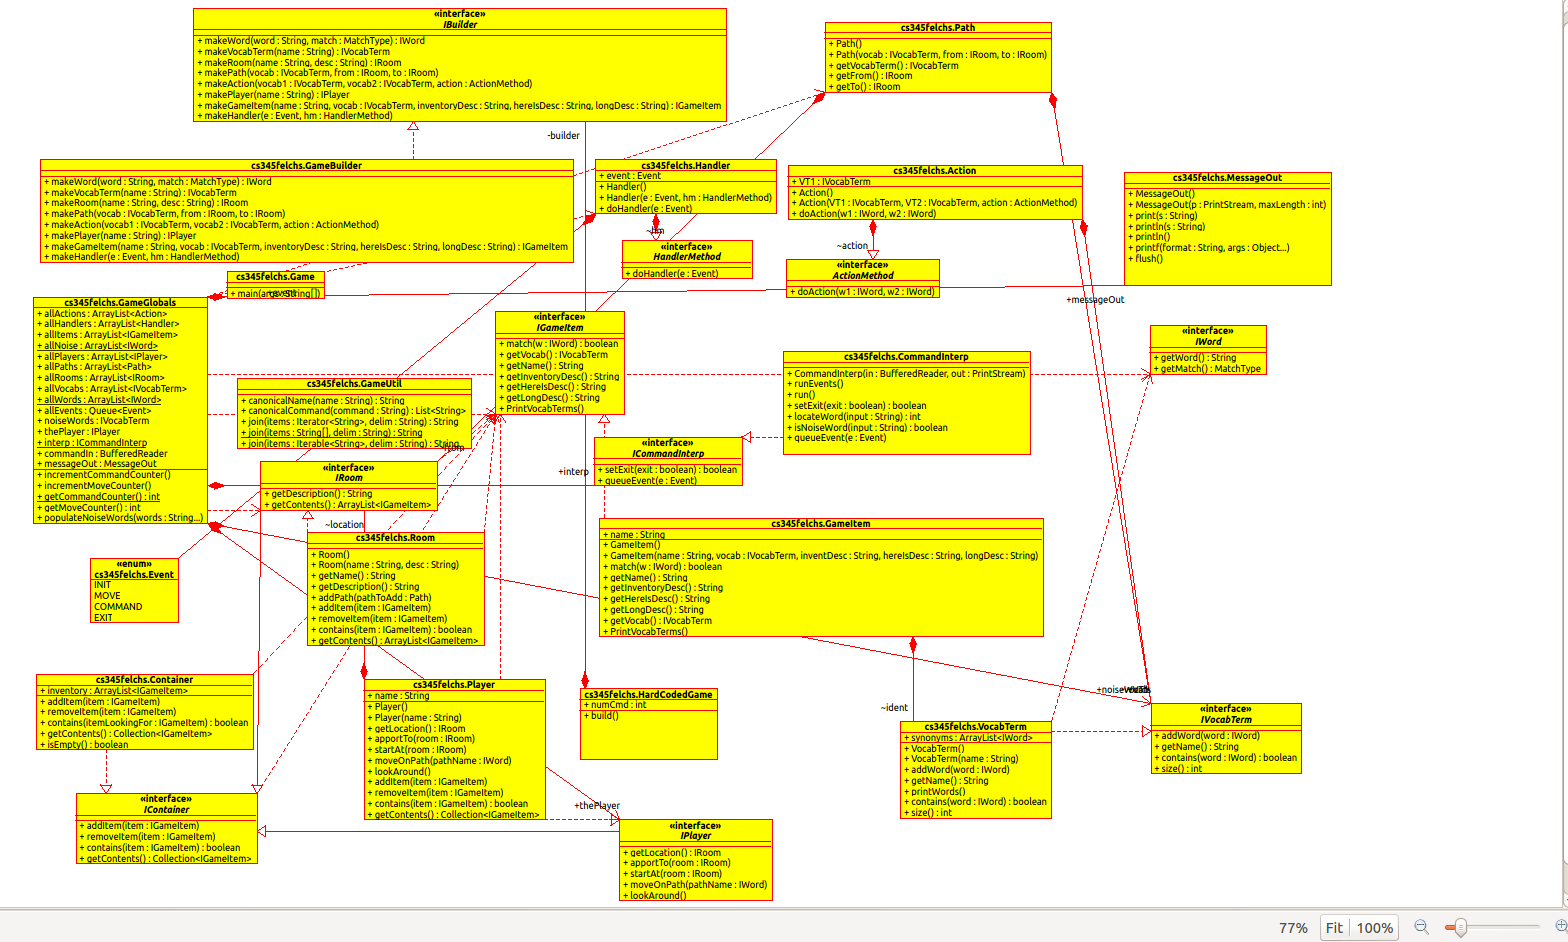 «interface»
IBuilder
+ makeWord(word : String, match : MatchType) : IWord
+ makeVocabTerm(name : String) : IVocabTerm
+ makeRoom(name : String, desc : String) : IRoom
+ makePath(vocab : IVocabTerm, from : IRoom, to : IRoom)
+ makeAction(vocab1 : IVocabTerm, vocab2 : IVocabTerm, action : ActionMethod)
+ makePlayer(name : String) : IPlayer
+ makeGameItem(name : String, vocab : IVocabTerm, inventoryDesc : String, hereIsDesc : String, longDesc : String) : IGameItem
+ makeHandler(e : Event, hm : HandlerMethod)
cs345felchs.Path
+ Path()
+ Path(vocab : IVocabTerm, from : IRoom, to : IRoom)
+ getVocabTerm() : IVocabTerm
+ getFrom() : IRoom
+ getTo() : IRoom
-builder
cs345felchs.GameBuilder
+ makeWord(word : String, match : MatchType) : IWord
+ makeVocabTerm(name : String) : IVocabTerm
+ makeRoom(name : String, desc : String) : IRoom
+ makePath(vocab : IVocabTerm, from : IRoom, to : IRoom)
+ makeAction(vocab1 : IVocabTerm, vocab2 : IVocabTerm, action : ActionMethod)
+ makePlayer(name : String) : IPlayer
+ makeGameItem(name : String, vocab : IVocabTerm, inventoryDesc : String, hereIsDesc : String, longDesc : String) : IGameItem
+ makeHandler(e : Event, hm : HandlerMethod)
cs345felchs.Handler
+ event : Event
+ Handler()
+ Handler(e : Event, hm : HandlerMethod)
+ doHandler(e : Event)
~hm
«interface»
HandlerMethod
+ doHandler(e : Event)
cs345felchs.Action
+ VT1 : IVocabTerm
+ Action()
+ Action(VT1 : IVocabTerm, VT2 : IVocabTerm, action : ActionMethod)
+ doAction(w1 : IWord, w2 : IWord)
~action
«interface»
ActionMethod
+ doAction(w1 : IWord, w2 : IWord)
cs345felchs.MessageOut
+ MessageOut()
+ MessageOut(p : PrintStream, maxLength : int)
+ print(s : String)
+ println(s : String)
+ println()
+ printf(format : String, args : Object...)
+ flush()
+messageOut
cs345felchs.Game
+ main(args : String[])
cs345felchs.GameGlobals
+ allActions : ArrayList<Action>
+ allHandlers : ArrayList<Handler>
+ allItems : ArrayList<IGameItem>
+ allNoise : ArrayList<IWord>
+ allPlayers : ArrayList<IPlayer>
+ allPaths : ArrayList<Path>
+ allRooms : ArrayList<IRoom>
+ allVocabs : ArrayList<IVocabTerm>
+ allWords : ArrayList<IWord>
+ allEvents : Queue<Event>
+ noiseWords : IVocabTerm
+ thePlayer : IPlayer
+ interp : ICommandInterp
+ commandIn : BufferedReader
+ messageOut : MessageOut
+ incrementCommandCounter()
+ incrementMoveCounter()
+ getCommandCounter() : int
+ getMoveCounter() : int
+ populateNoiseWords(words : String...)
cs345felchs.GameUtil
+ canonicalName(name : String) : String
+ canonicalCommand(command : String) : List<String>
+ join(items : Iterator<String>, delim : String) : String
+ join(items : String[], delim : String) : String
+ join(items : Iterable<String>, delim : String) : String
«interface»
IGameItem
+ match(w : IWord) : boolean
+ getVocab() : IVocabTerm
+ getName() : String
+ getInventoryDesc() : String
+ getHereIsDesc() : String
+ getLongDesc() : String
+ PrintVocabTerms()
cs345felchs.CommandInterp
+ CommandInterp(in : BufferedReader, out : PrintStream)
+ runEvents()
+ run()
+ setExit(exit : boolean) : boolean
+ locateWord(input : String) : int
+ isNoiseWord(input : String) : boolean
+ queueEvent(e : Event)
«interface»
IWord
+ getWord() : String
+ getMatch() : MatchType
«interface»
ICommandInterp
+ setExit(exit : boolean) : boolean
+ queueEvent(e : Event)
+interp
«interface»
IRoom
+ getDescription() : String
+ getContents() : ArrayList<IGameItem>
~location
cs345felchs.Room
+ Room()
+ Room(name : String, desc : String)
+ getName() : String
+ getDescription() : String
+ addPath(pathToAdd : Path)
+ addItem(item : IGameItem)
+ removeItem(item : IGameItem)
+ contains(item : IGameItem) : boolean
+ getContents() : ArrayList<IGameItem>
cs345felchs.GameItem
+ name : String
+ GameItem()
+ GameItem(name : String, vocab : IVocabTerm, inventDesc : String, hereIsDesc : String, longDesc : String)
+ match(w : IWord) : boolean
+ getName() : String
+ getInventoryDesc() : String
+ getHereIsDesc() : String
+ getLongDesc() : String
+ getVocab() : IVocabTerm
+ PrintVocabTerms()
«enum»
cs345felchs.Event
INIT
MOVE
COMMAND
EXIT
cs345felchs.Container
+ inventory : ArrayList<IGameItem>
+ addItem(item : IGameItem)
+ removeItem(item : IGameItem)
+ contains(itemLookingFor : IGameItem) : boolean
+ getContents() : Collection<IGameItem>
+ isEmpty() : boolean
«interface»
IContainer
+ addItem(item : IGameItem)
+ removeItem(item : IGameItem)
+ contains(item : IGameItem) : boolean
+ getContents() : Collection<IGameItem>
cs345felchs.Player
+ name : String
+ Player()
+ Player(name : String)
+ getLocation() : IRoom
+ apportTo(room : IRoom)
+ startAt(room : IRoom)
+ moveOnPath(pathName : IWord)
+ lookAround()
+ addItem(item : IGameItem)
+ removeItem(item : IGameItem)
+ contains(item : IGameItem) : boolean
+ getContents() : Collection<IGameItem>
+thePlayer
cs345felchs.HardCodedGame
+ numCmd : int
+ build()
«interface»
IPlayer
+ getLocation() : IRoom
+ apportTo(room : IRoom)
+ startAt(room : IRoom)
+ moveOnPath(pathName : IWord)
+ lookAround()
~ident
cs345felchs.VocabTerm
+ synonyms : ArrayList<IWord>
+ VocabTerm()
+ VocabTerm(name : String)
+ addWord(word : IWord)
+ getName() : String
+ printWords()
+ contains(word : IWord) : boolean
+ size() : int
«interface»
IVocabTerm
+ addWord(word : IWord)
+ getName() : String
+ contains(word : IWord) : boolean
+ size() : int
77%
Fit
100%